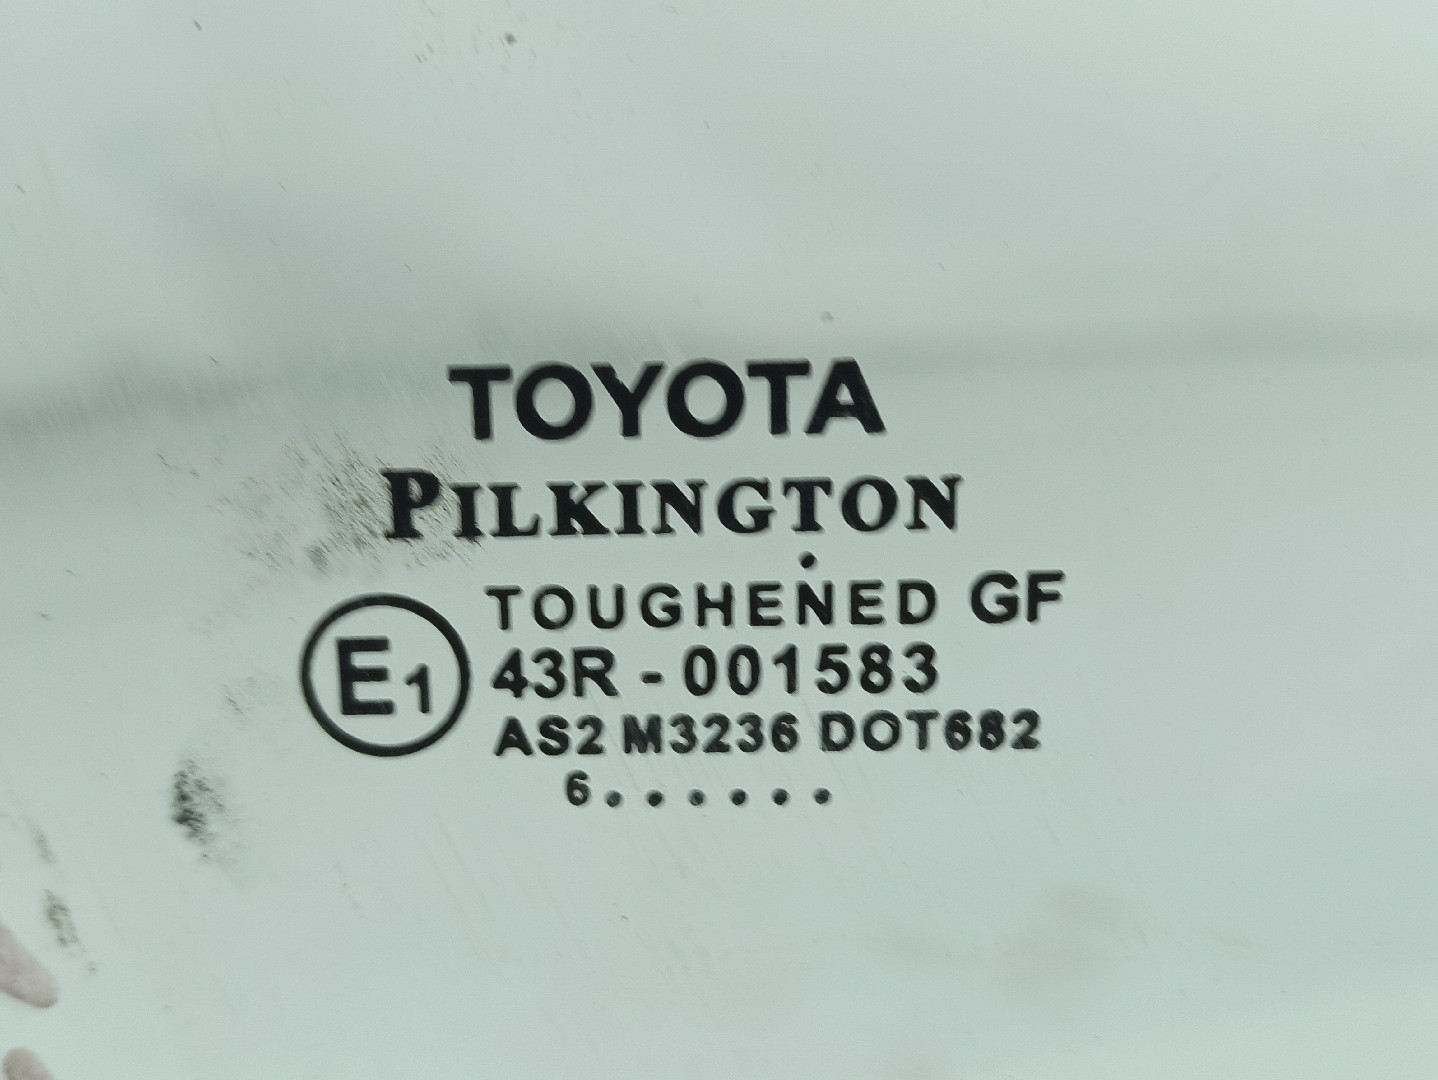 TOYOTA
PILKINGTON
TOUGHENED GF
E1 43R - 001583
AS2 M3236 DOT682
6......